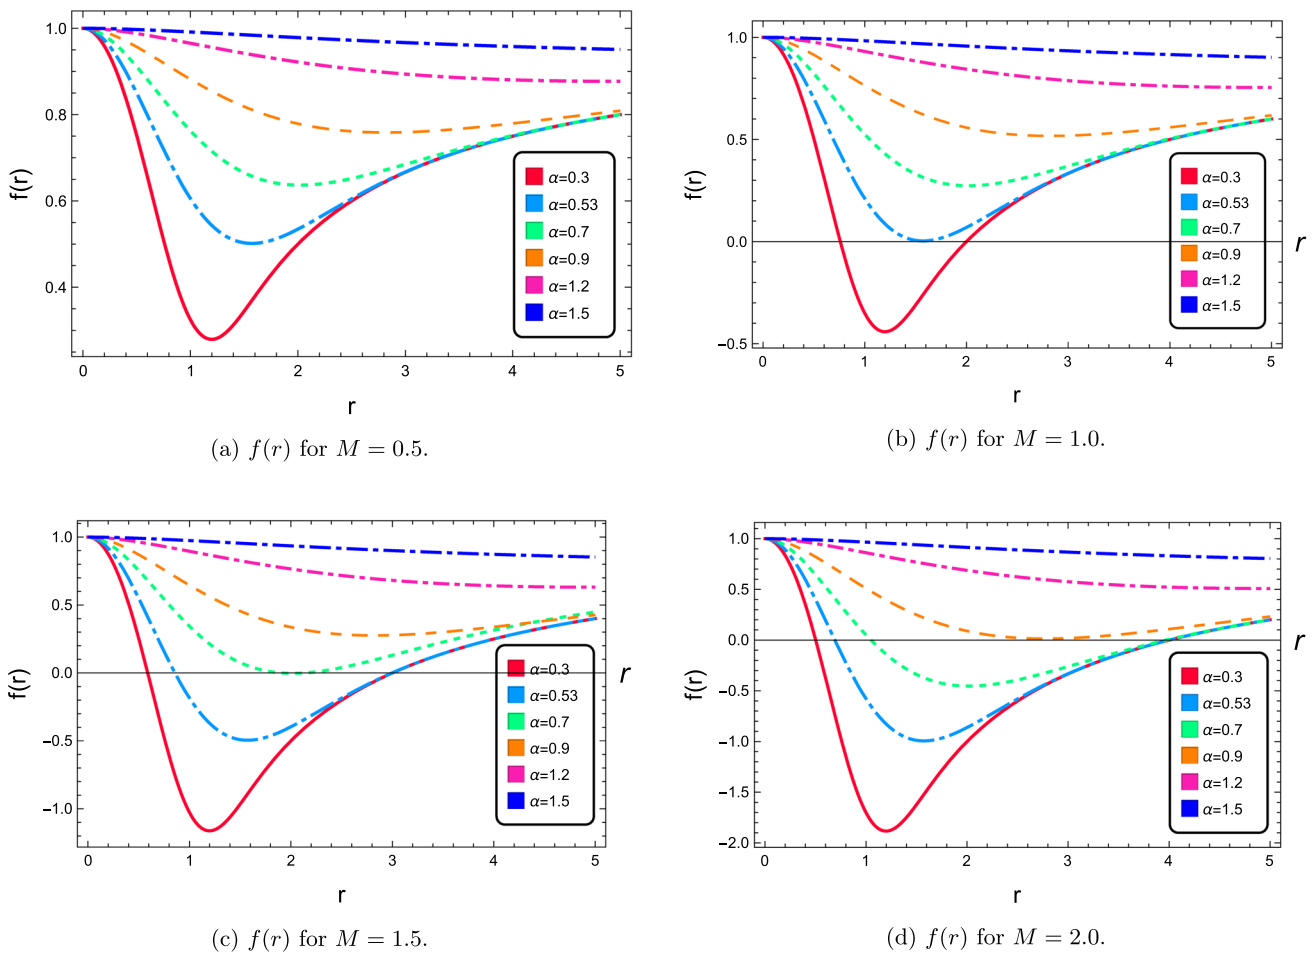 f(r)
1.0
0.8
0.6
0.4
0
1
2
3
4
5
r
α=0.3
α=0.53
α=0.7
α=0.9
α=1.2
α=1.5
(a) f(r) for M = 0.5.
f(r)
1.0
0.5
0.0
−0.5
0
1
2
3
4
5
r
r
α=0.3
α=0.53
α=0.7
α=0.9
α=1.2
α=1.5
(b) f(r) for M = 1.0.
f(r)
1.0
0.5
0.0
−0.5
−1.0
0
1
2
3
4
5
r
r
α=0.3
α=0.53
α=0.7
α=0.9
α=1.2
α=1.5
(c) f(r) for M = 1.5.
f(r)
1.0
0.5
0.0
−0.5
−1.0
−1.5
−2.0
0
1
2
3
4
5
r
r
α=0.3
α=0.53
α=0.7
α=0.9
α=1.2
α=1.5
(d) f(r) for M = 2.0.